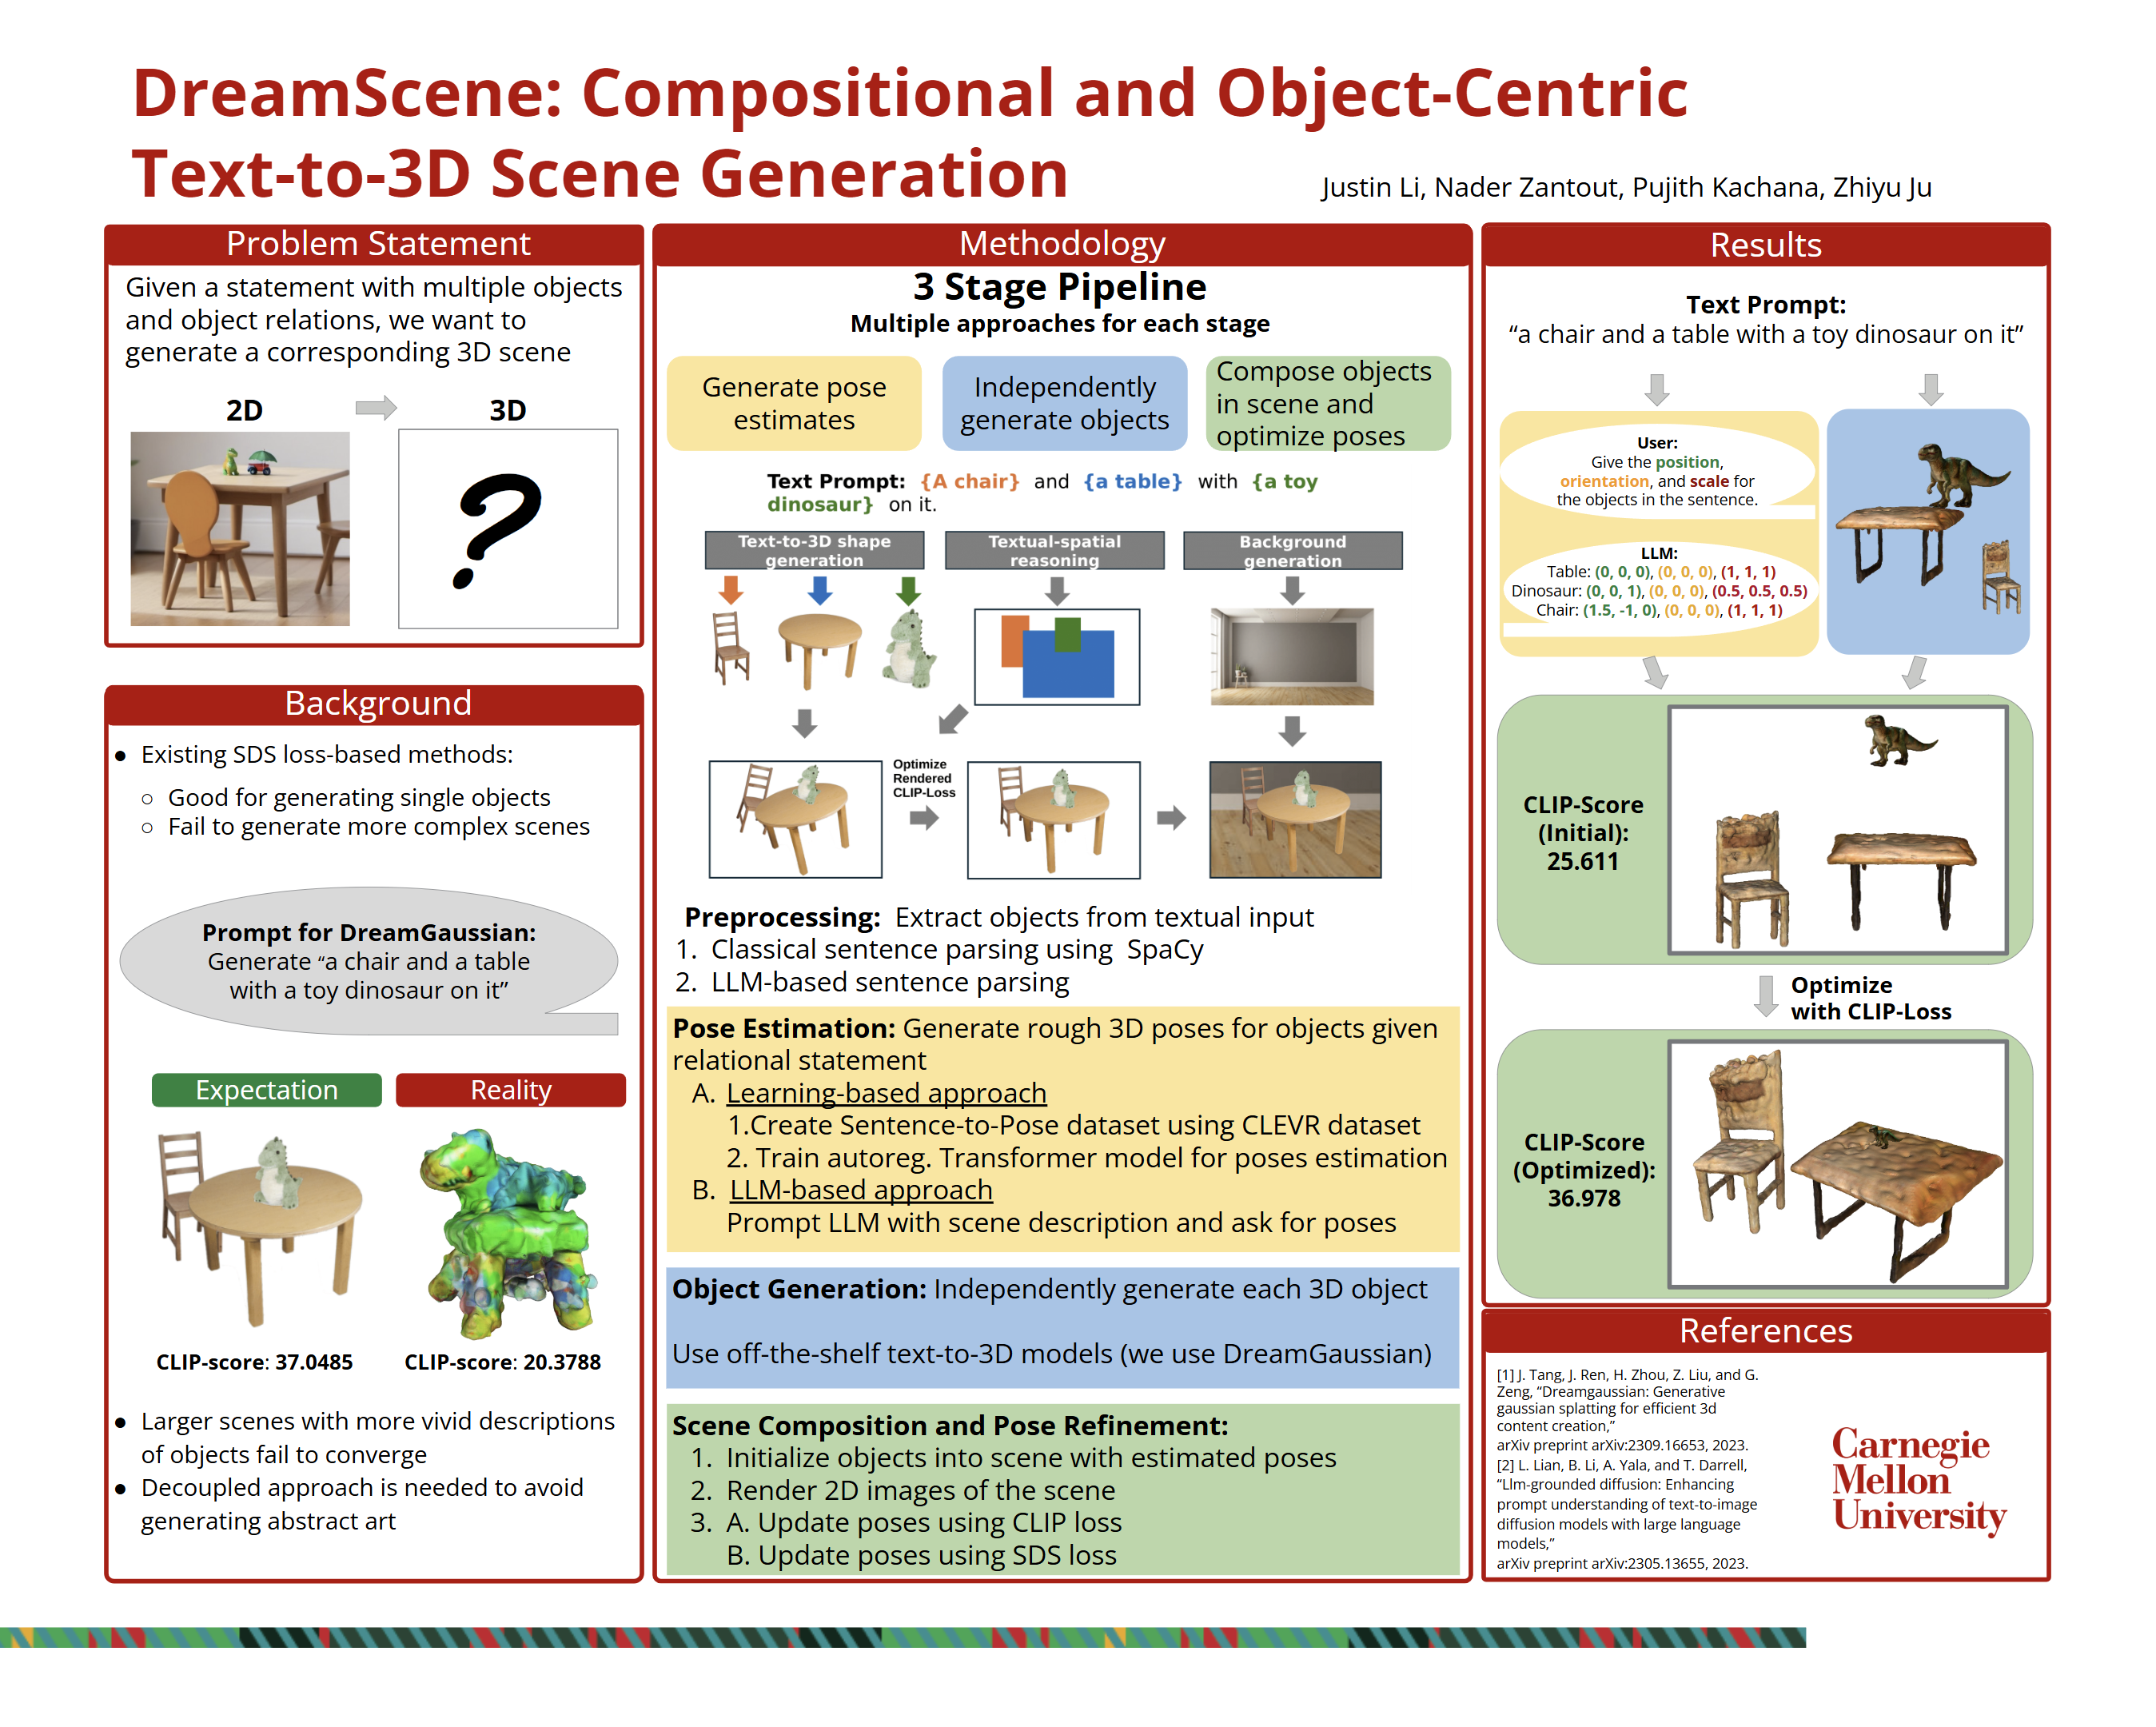 DreamScene: Compositional and Object-Centric
Text-to-3D Scene Generation
Justin Li, Nader Zantout, Pujith Kachana, Zhiyu Ju
Problem Statement
Given a statement with multiple objects
and object relations, we want to
generate a corresponding 3D scene
2D
3D
?
Background
● Existing SDS loss-based methods:
○ Good for generating single objects
○ Fail to generate more complex scenes
Prompt for DreamGaussian:
Generate “a chair and a table
with a toy dinosaur on it”
Expectation
Reality
CLIP-score: 37.0485
CLIP-score: 20.3788
● Larger scenes with more vivid descriptions
of objects fail to converge
● Decoupled approach is needed to avoid
generating abstract art
Methodology
3 Stage Pipeline
Multiple approaches for each stage
Generate pose
estimates
Independently
generate objects
Compose objects
in scene and
optimize poses
Text Prompt: {A chair} and {a table} with {a toy
dinosaur} on it.
Text-to-3D shape
generation
Textual-spatial
reasoning
Background
generation
Optimize
Rendered
CLIP-Loss
Preprocessing: Extract objects from textual input
1. Classical sentence parsing using SpaCy
2. LLM-based sentence parsing
Pose Estimation: Generate rough 3D poses for objects given
relational statement
A. Learning-based approach
1.Create Sentence-to-Pose dataset using CLEVR dataset
2. Train autoreg. Transformer model for poses estimation
B. LLM-based approach
Prompt LLM with scene description and ask for poses
Object Generation: Independently generate each 3D object
Use off-the-shelf text-to-3D models (we use DreamGaussian)
Scene Composition and Pose Refinement:
1. Initialize objects into scene with estimated poses
2. Render 2D images of the scene
3. A. Update poses using CLIP loss
B. Update poses using SDS loss
Results
Text Prompt:
“a chair and a table with a toy dinosaur on it”
User:
Give the position,
orientation, and scale for
the objects in the sentence.
LLM:
Table: (0, 0, 0), (0, 0, 0), (1, 1, 1)
Dinosaur: (0, 0, 1), (0, 0, 0), (0.5, 0.5, 0.5)
Chair: (1.5, -1, 0), (0, 0, 0), (1, 1, 1)
CLIP-Score
(Initial):
25.611
Optimize
with CLIP-Loss
CLIP-Score
(Optimized):
36.978
References
[1] J. Tang, J. Ren, H. Zhou, Z. Liu, and G.
Zeng, “Dreamgaussian: Generative
gaussian splatting for efficient 3d
content creation,”
arXiv preprint arXiv:2309.16653, 2023.
[2] L. Lian, B. Li, A. Yala, and T. Darrell,
“Llm-grounded diffusion: Enhancing
prompt understanding of text-to-image
diffusion models with large language
models,”
arXiv preprint arXiv:2305.13655, 2023.
Carnegie
Mellon
University